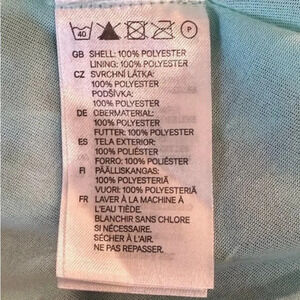 40 P
GB SHELL: 100% POLYESTER
LINING: 100% POLYESTER
CZ SVRCHNÍ LÁTKA:
100% POLYESTER
PODŠÍVKA:
100% POLYESTER
DE OBERMATERIAL:
100% POLYESTER
FUTTER: 100% POLYESTER
ES TELA EXTERIOR:
100% POLIÉSTER
FORRO: 100% POLIÉSTER
FI PÄÄLLISKANGAS:
100% POLYESTERIÄ
VUORI: 100% POLYESTERIÄ
FR LAVER À LA MACHINE À
L'EAU TIÈDE.
BLANCHIR SANS CHLORE
SI NÉCESSAIRE.
SÉCHER À L'AIR.
NE PAS REPASSER.